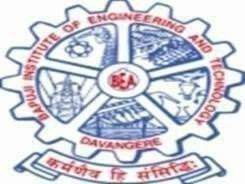 BAPUJI INSTITUTE OF ENGINEERING AND TECHNOLOGY
BEA
DAVANGERE
कर्मणैव हि संसिद्धिः